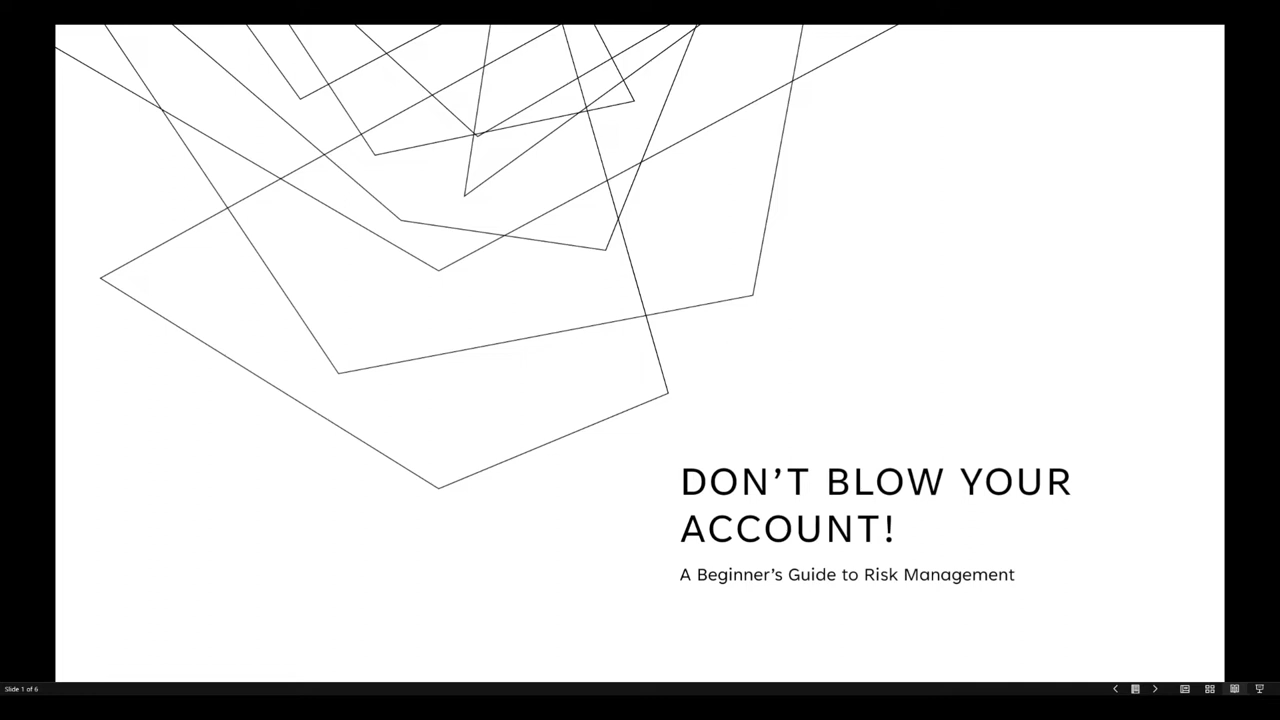 DON’T BLOW YOUR
ACCOUNT!
A Beginner’s Guide to Risk Management
Slide 1 of 6